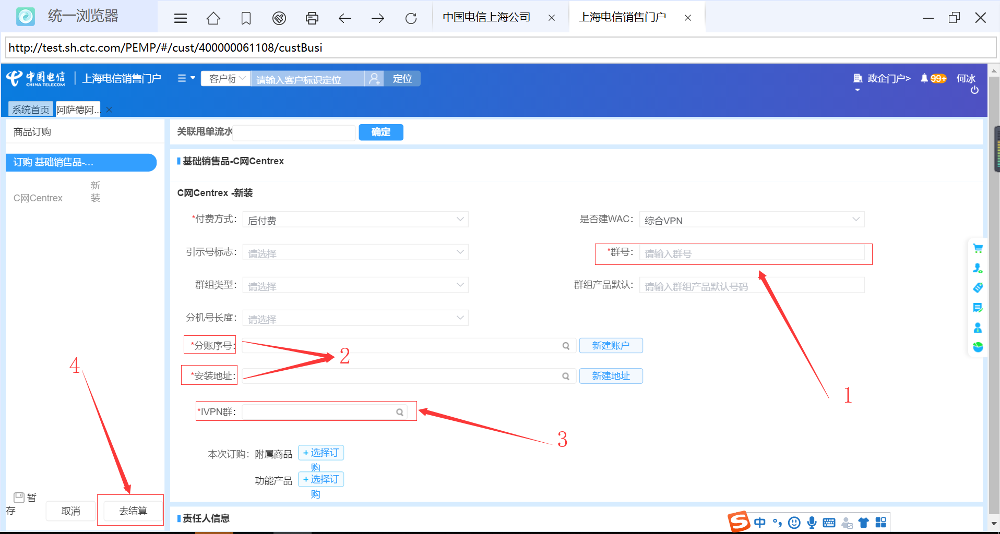 统一浏览器
中国电信上海公司
上海电信销售门户
http://test.sh.ctc.com/PEMP/#/cust/400000061108/custBusi
中国电信
CHINA TELECOM
上海电信销售门户
客户标
请输入客户标识定位
定位
政企门户>
99+
何冰
系统首页
阿萨德阿...
商品订购
关联甩单流水
确定
订购 基础销售品-...
基础销售品-C网Centrex
C网Centrex
新
装
C网Centrex -新装
*付费方式:
后付费
是否建WAC:
综合VPN
引示号标志:
请选择
*群号:
请输入群号
群组类型:
请选择
群组产品默认:
请输入群组产品默认号码
分机号长度:
请选择
*分账序号:
新建账户
2
*安装地址:
新建地址
4
1
*IVPN群:
3
本次订购:
附属商品
+ 选择订
购
功能产品
+ 选择订
购
暂
存
取消
去结算
责任人信息
S
中